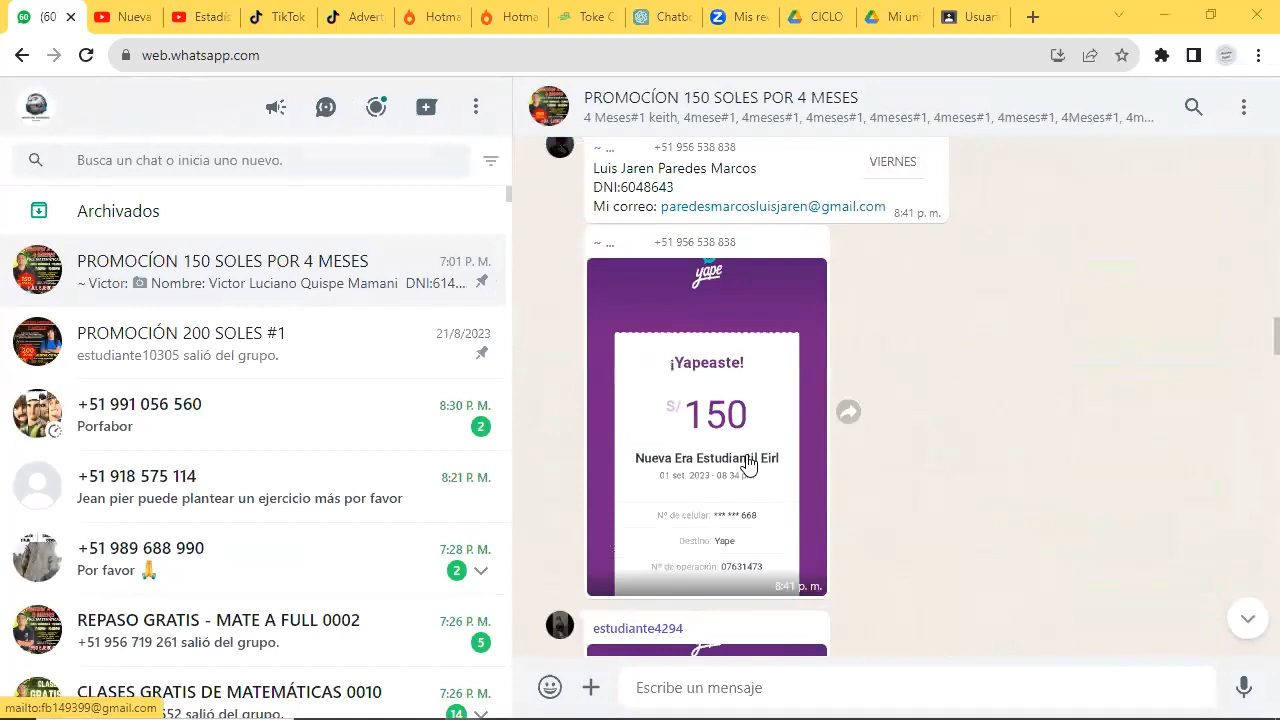 (60
Nueva
Estadís
TikTok
Advert
Hotma
Hotma
Toke C
Chatbo
Mis rev
CICLO
Mi uni
Usuari
web.whatsapp.com
Busca un chat o inicia uno nuevo.
Archivados
PROMOCÍON 150 SOLES POR 4 MESES
7:01 P. M.
~ Victor: Nombre: Victor Luciano Quispe Mamani DNI:614...
PROMOCIÓN 200 SOLES #1
21/8/2023
estudiante10305 salió del grupo.
+51 991 056 560
8:30 P. M.
Porfabor
2
+51 918 575 114
8:21 P. M.
Jean pier puede plantear un ejercicio más por favor
+51 989 688 990
7:28 P. M.
Por favor 🙏
2
REPASO GRATIS - MATE A FULL 0002
7:26 P. M.
+51 956 719 261 salió del grupo.
5
CLASES GRATIS DE MATEMÁTICAS 0010
7:26 P. M.
552 salió del grupo.
14
mailto:fb149399@gmail.com
PROMOCÍON 150 SOLES POR 4 MESES
4 Meses#1 keith, 4mese#1, 4meses#1, 4meses#1, 4meses#1, 4meses#1, 4meses#1, 4Meses#1, 4m...
~ ...
+51 956 538 838
VIERNES
Luis Jaren Paredes Marcos
DNI:6048643
Mi correo: paredesmarcosluisjaren@gmail.com
8:41 p. m.
~ ...
+51 956 538 838
yape
¡Yapeaste!
S/ 150
Nueva Era Estudiantil Eirl
01 set. 2023 - 08:34
Nº de celular: *** *** 668
Destino: Yape
Nº de operación: 07631473
8:41 p. m.
estudiante4294
Escribe un mensaje